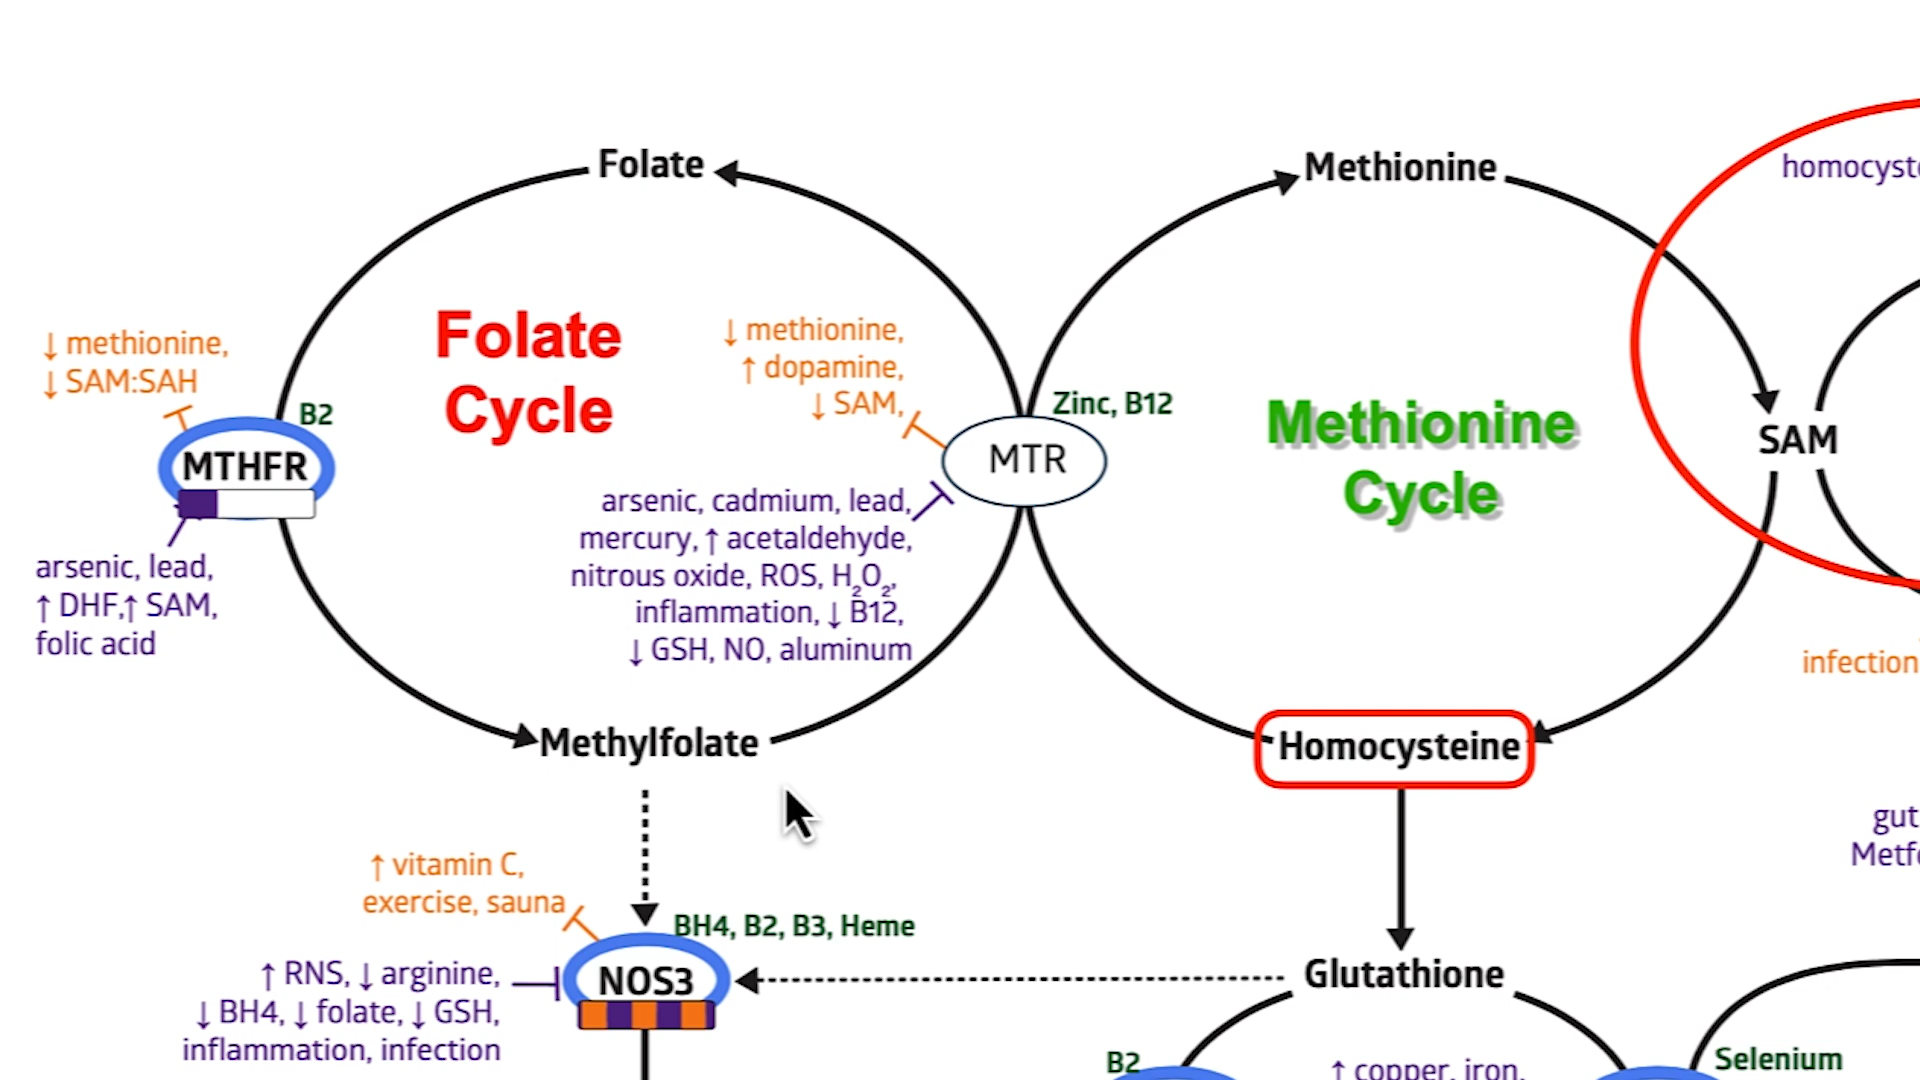 Folate
Methionine
homocyst
↓ methionine,
↓ SAM:SAH
B2
MTHFR
arsenic, lead,
↑ DHF,↑ SAM,
folic acid
Folate
Cycle
↓ methionine,
↑ dopamine,
↓ SAM,
Zinc, B12
MTR
arsenic, cadmium, lead,
mercury, ↑ acetaldehyde,
nitrous oxide, ROS, H₂O₂,
inflammation, ↓ B12,
↓ GSH, NO, aluminum
Methionine
Cycle
SAM
infection
Methylfolate
Homocysteine
gut
Metf
↑ vitamin C,
exercise, sauna
BH4, B2, B3, Heme
NOS3
↑ RNS, ↓ arginine,
↓ BH4, ↓ folate, ↓ GSH,
inflammation, infection
Glutathione
B2
↑ copper, iron,
Selenium